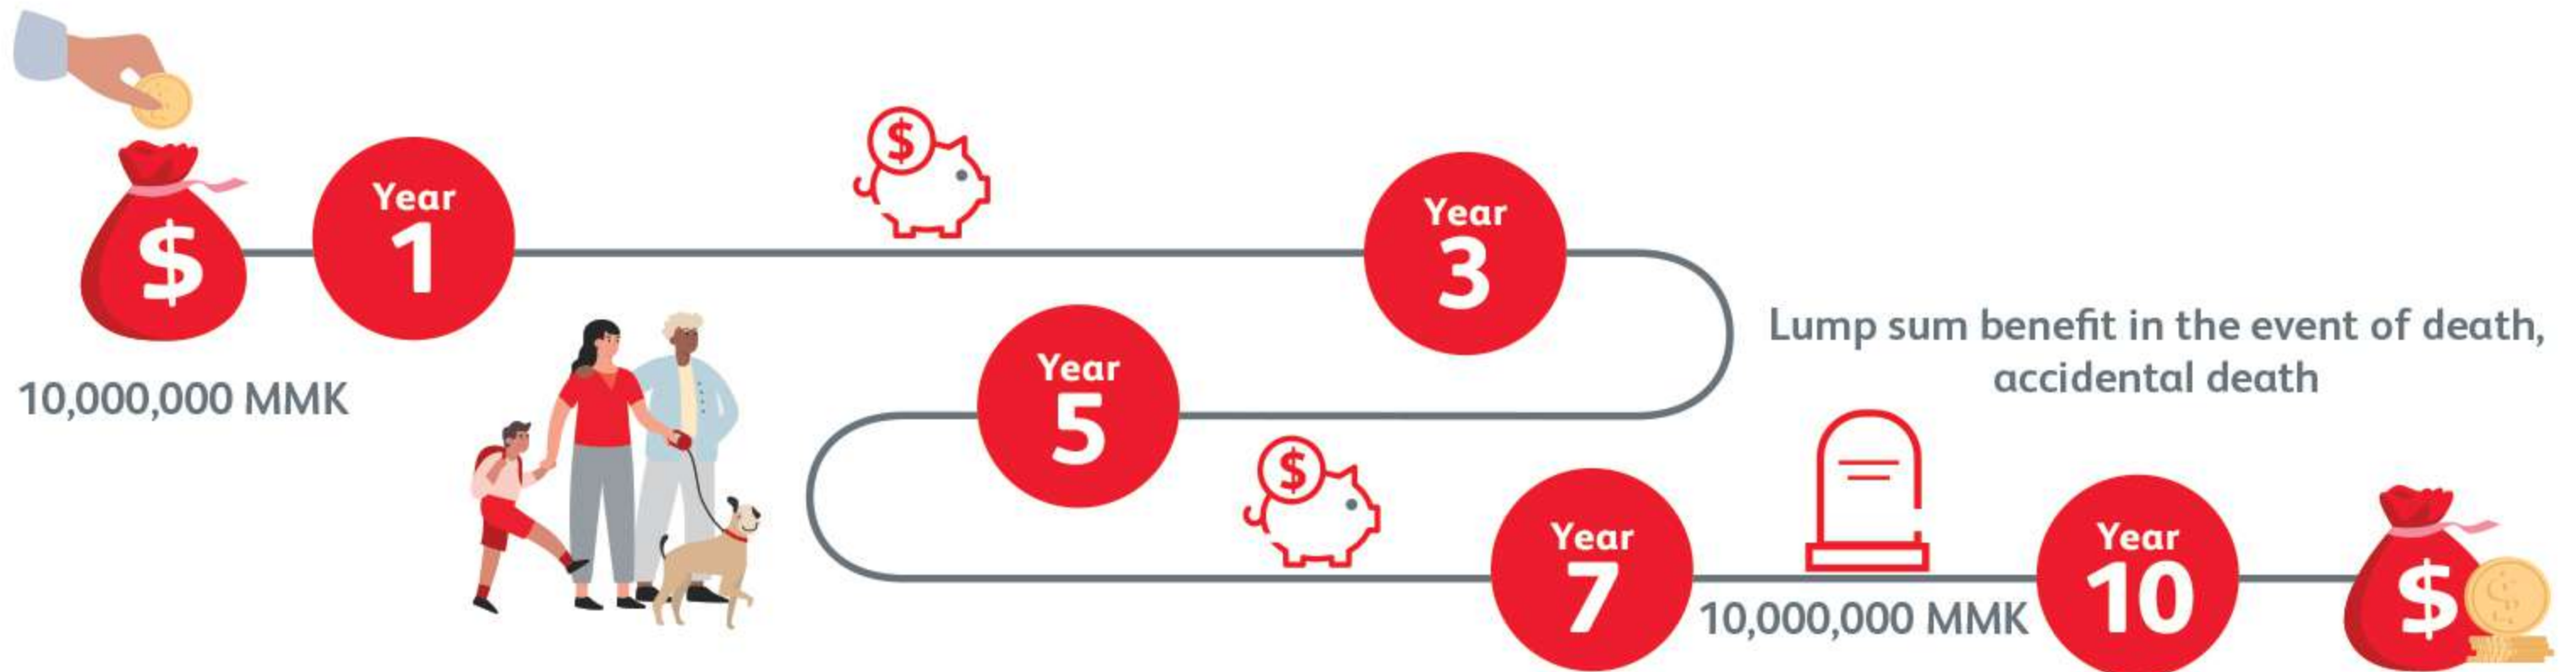 Year
1
Year
3
10,000,000 MMK
Lump sum benefit in the event of death,
accidental death
Year
5
Year
7
10,000,000 MMK
Year
10
$
$
$
$